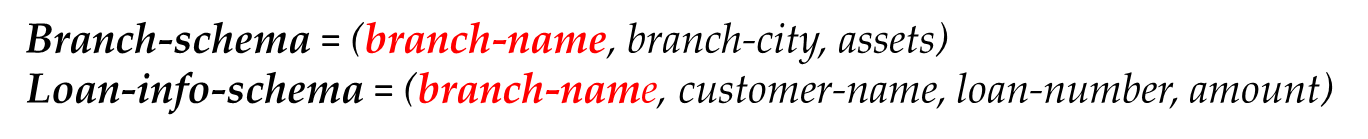 Branch-schema = (branch-name, branch-city, assets)
Loan-info-schema = (branch-name, customer-name, loan-number, amount)